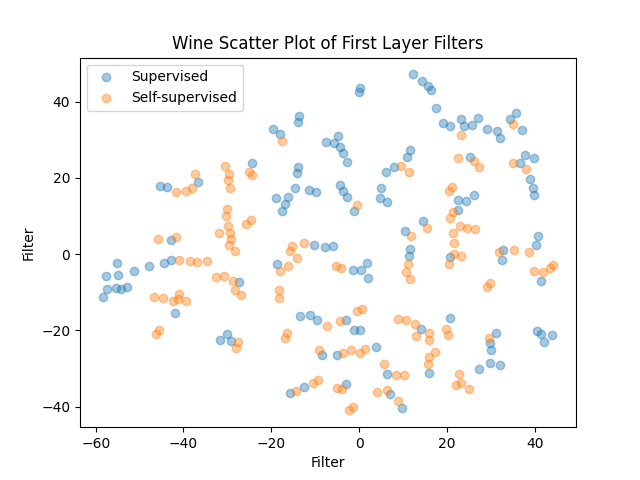 Wine Scatter Plot of First Layer Filters
Supervised
Self-supervised
40
20
0
−20
−40
Filter
−60
−40
−20
0
20
40
Filter